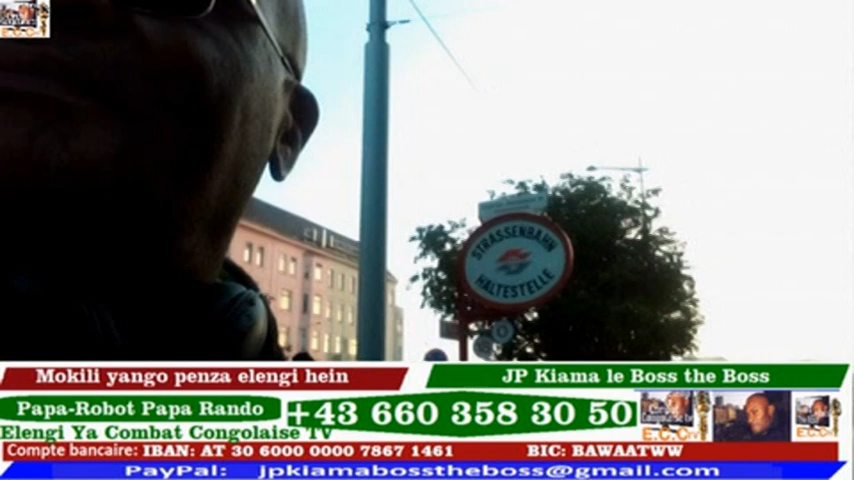 E.C.C
STRASSENBAHN
HALTESTELLE
Mokili yango penza elengi hein
JP Kiama le Boss the Boss
Papa-Robot Papa Rando
+43 660 358 30 50
Elengi Ya Combat Congolaise TV
E.C.C
E.C.C
Compte bancaire: IBAN: AT 30 6000 0000 7867 1461 BIC: BAWAATWW
PayPal: jpkiamabosstheboss@gmail.com